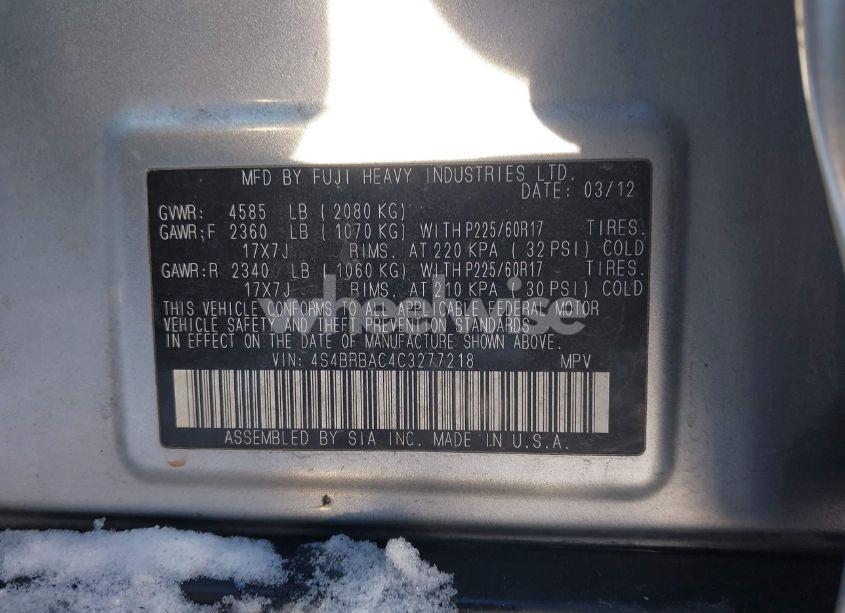 MFD BY FUJI HEAVY INDUSTRIES LTD.
DATE: 03/12
GVWR: 4585 LB (2080 KG)
GAWR;F 2360 LB (1070 KG) WITH P225/60R17 TIRES.
17X7J RIMS. AT 220 KPA (32 PSI) COLD
GAWR:R 2340 LB (1060 KG) WITH P225/60R17 TIRES.
17X7J RIMS. AT 210 KPA (30 PSI) COLD
THIS VEHICLE CONFORMS TO ALL APPLICABLE FEDERAL MOTOR
VEHICLE SAFETY AND THEFT PREVENTION STANDARDS
IN EFFECT ON THE DATE OF MANUFACTURE SHOWN ABOVE.
VIN: 4S4BRBAC4C3277218 MPV
ASSEMBLED BY SIA INC. MADE IN U.S.A.
wheelwise